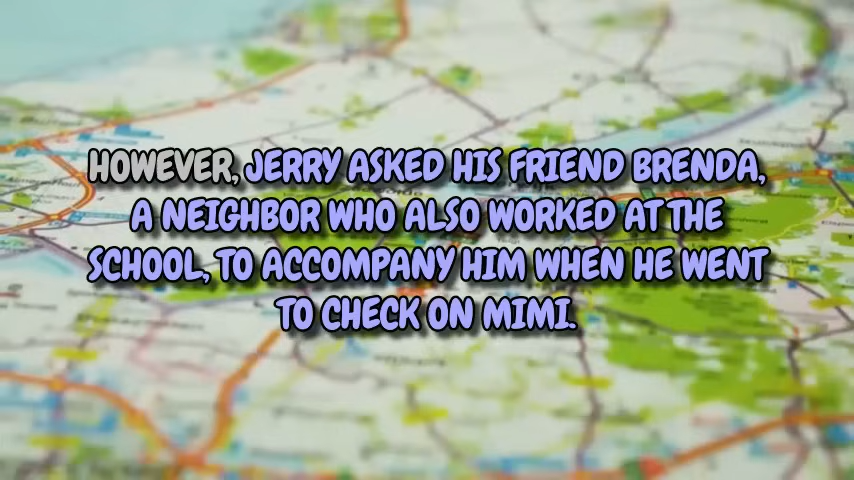 HOWEVER, JERRY ASKED HIS FRIEND BRENDA,
A NEIGHBOR WHO ALSO WORKED AT THE
SCHOOL, TO ACCOMPANY HIM WHEN HE WENT
TO CHECK ON MIMI.